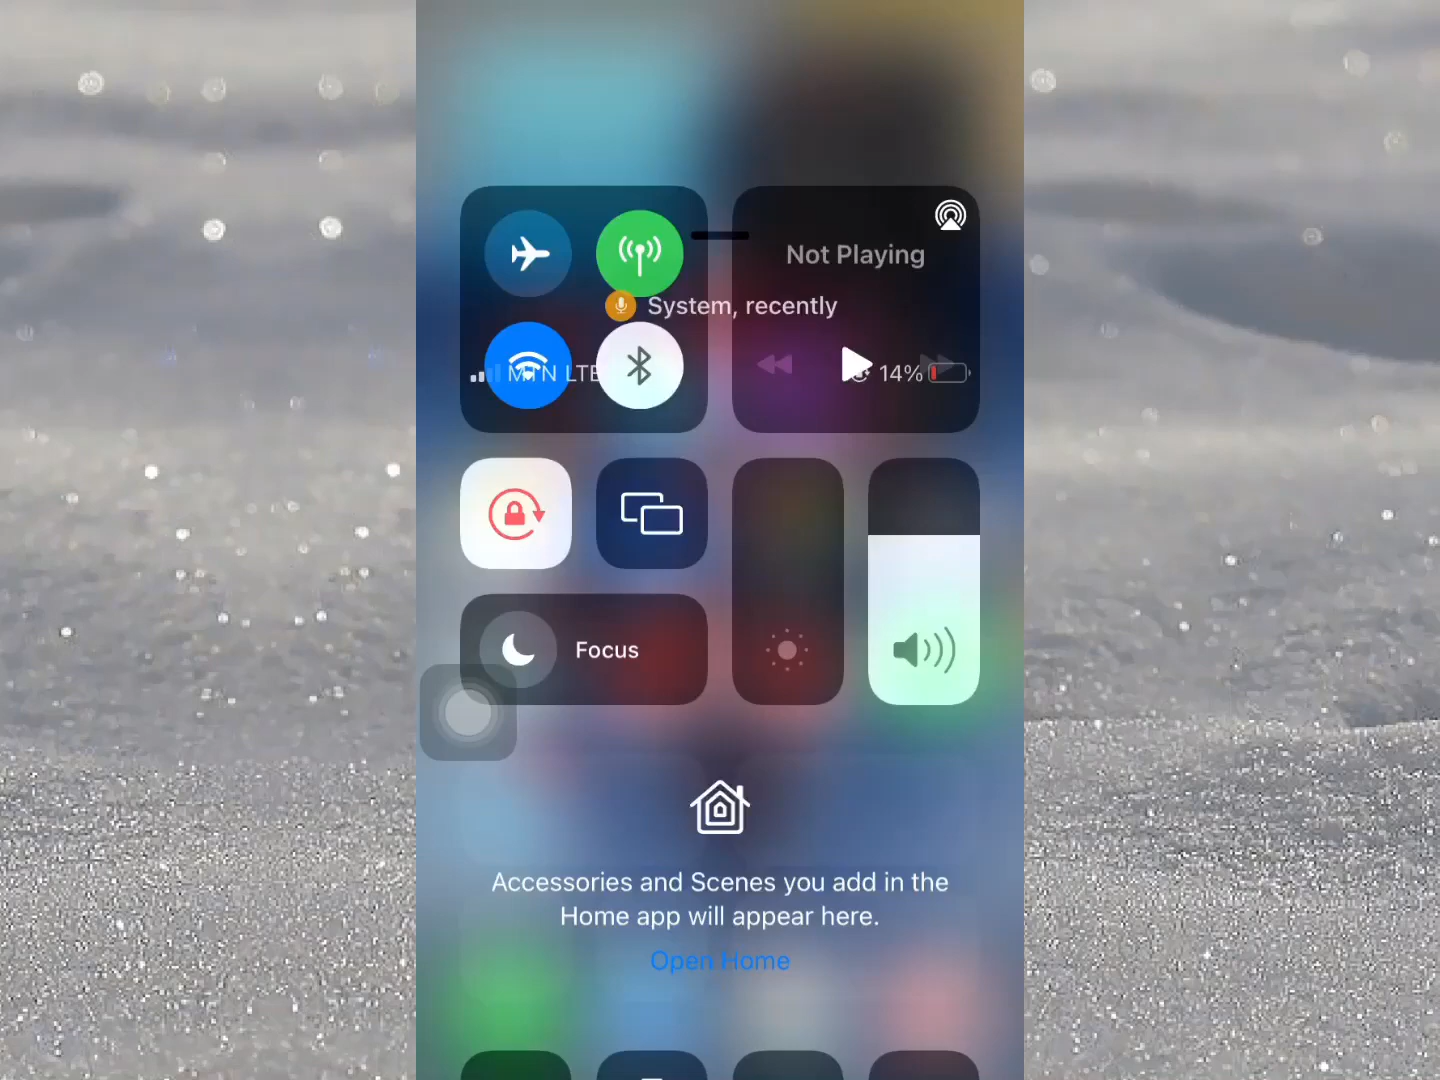 Not Playing
System, recently
MTN LTE
14%
Focus
Accessories and Scenes you add in the
Home app will appear here.
Open Home